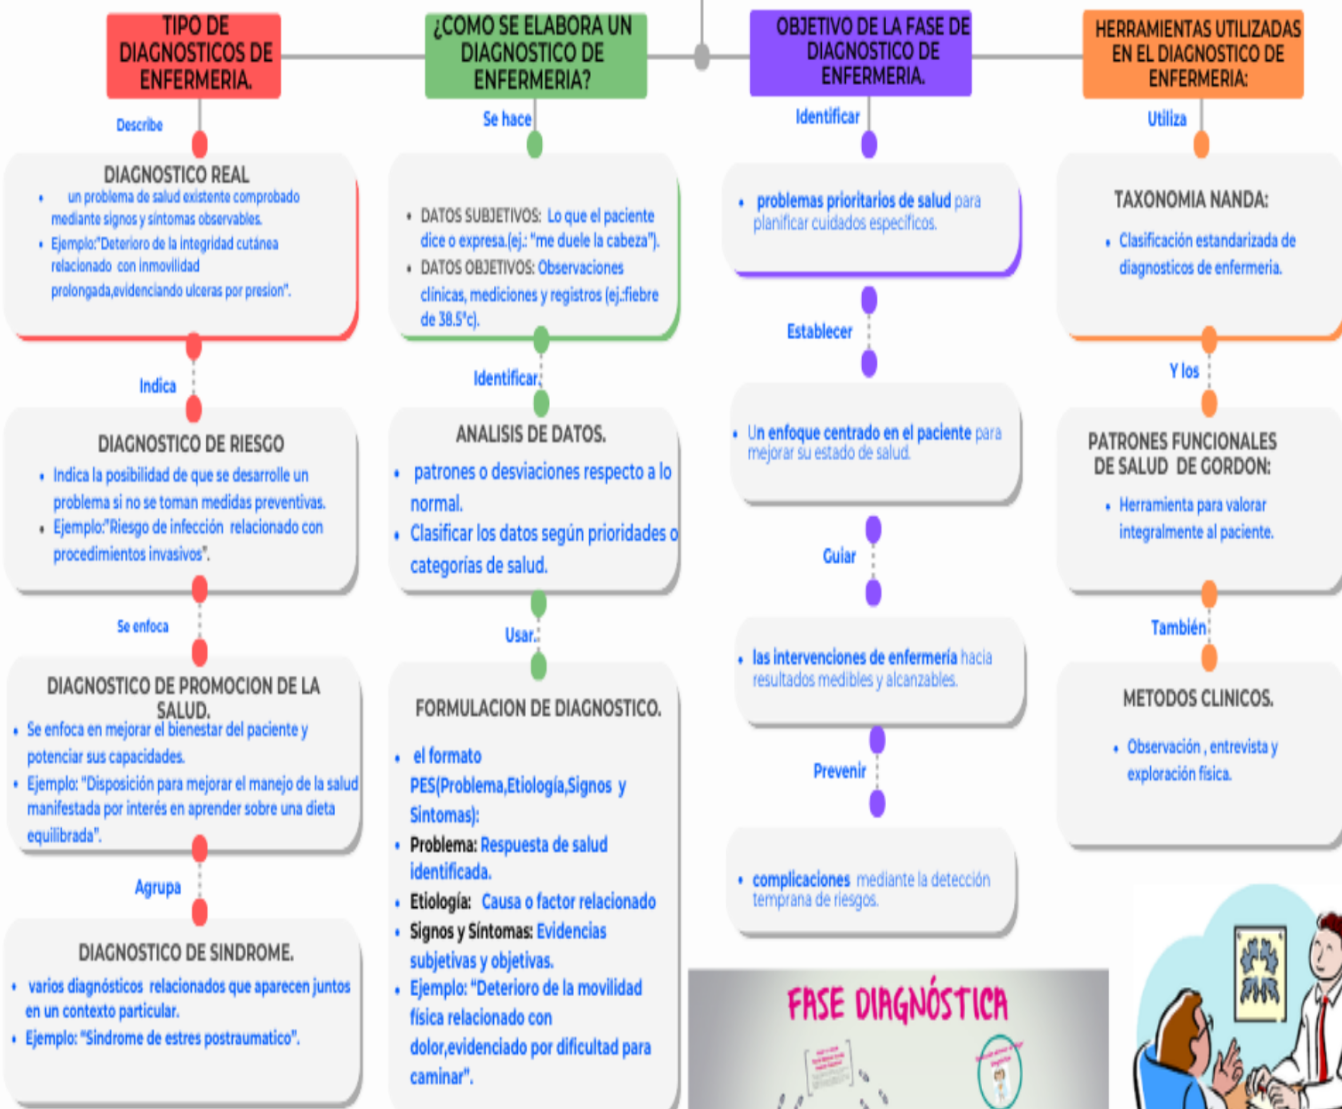 TIPO DE
DIAGNOSTICOS DE
ENFERMERIA.
Describe
DIAGNOSTICO REAL
• un problema de salud existente comprobado
mediante signos y síntomas observables.
• Ejemplo:"Deterioro de la integridad cutánea
relacionado con inmovilidad
prolongada,evidenciando ulceras por presion".
Indica
DIAGNOSTICO DE RIESGO
• Indica la posibilidad de que se desarrolle un
problema si no se toman medidas preventivas.
• Ejemplo:"Riesgo de infección relacionado con
procedimientos invasivos".
Se enfoca
DIAGNOSTICO DE PROMOCION DE LA
SALUD.
• Se enfoca en mejorar el bienestar del paciente y
potenciar sus capacidades.
• Ejemplo: "Disposición para mejorar el manejo de la salud
manifestada por interés en aprender sobre una dieta
equilibrada".
Agrupa
DIAGNOSTICO DE SINDROME.
• varios diagnósticos relacionados que aparecen juntos
en un contexto particular.
• Ejemplo: "Sindrome de estres postraumatico".
¿COMO SE ELABORA UN
DIAGNOSTICO DE
ENFERMERIA?
Se hace
• DATOS SUBJETIVOS: Lo que el paciente
dice o expresa.(ej.: "me duele la cabeza").
• DATOS OBJETIVOS: Observaciones
clínicas, mediciones y registros (ej.:fiebre
de 38.5°c).
Identificar.
ANALISIS DE DATOS.
• patrones o desviaciones respecto a lo
normal.
• Clasificar los datos según prioridades o
categorías de salud.
Usar.
FORMULACION DE DIAGNOSTICO.
• el formato
PES(Problema,Etiología,Signos y
Sintomas):
• Problema: Respuesta de salud
identificada.
• Etiología: Causa o factor relacionado
• Signos y Síntomas: Evidencias
subjetivas y objetivas.
• Ejemplo: "Deterioro de la movilidad
física relacionado con
dolor,evidenciado por dificultad para
caminar".
OBJETIVO DE LA FASE DE
DIAGNOSTICO DE
ENFERMERIA.
Identificar
• problemas prioritarios de salud para
planificar cuidados específicos.
Establecer
• Un enfoque centrado en el paciente para
mejorar su estado de salud.
Guiar
• las intervenciones de enfermería hacia
resultados medibles y alcanzables.
Prevenir
• complicaciones mediante la detección
temprana de riesgos.
FASE DIAGNÓSTICA
HERRAMIENTAS UTILIZADAS
EN EL DIAGNOSTICO DE
ENFERMERIA:
Utiliza
TAXONOMIA NANDA:
• Clasificación estandarizada de
diagnosticos de enfermeria.
Y los
PATRONES FUNCIONALES
DE SALUD DE GORDON:
• Herramienta para valorar
integralmente al paciente.
También
METODOS CLINICOS.
• Observación , entrevista y
exploración física.